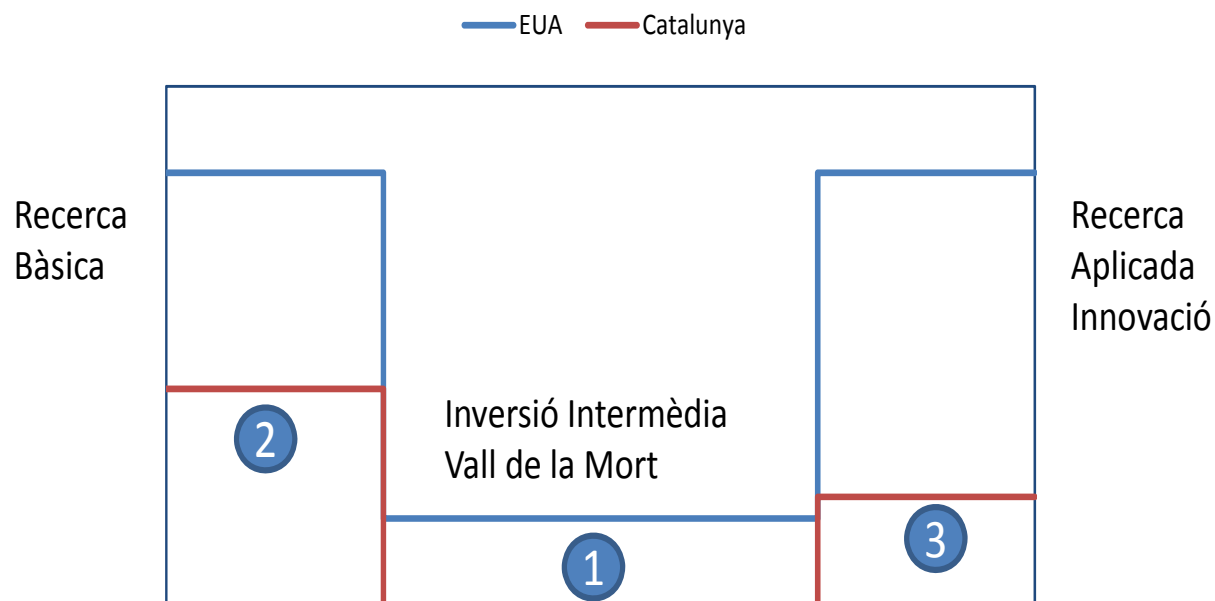 EUA Catalunya
Recerca
Bàsica
Recerca
Aplicada
Innovació
Inversió Intermèdia
Vall de la Mort
2
1
3